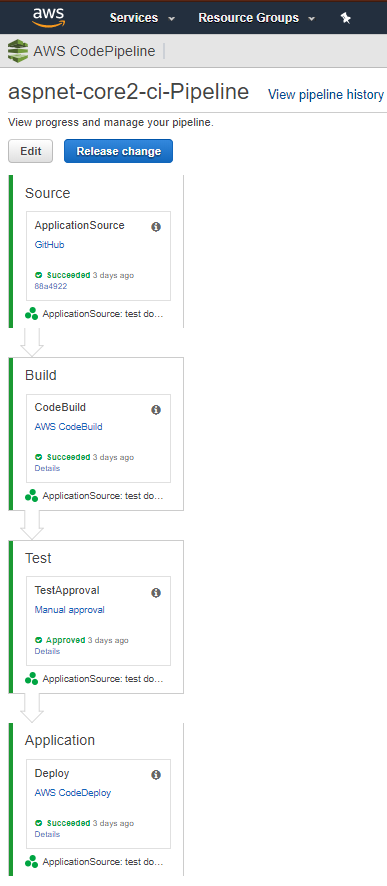 aws Services Resource Groups
AWS CodePipeline
aspnet-core2-ci-Pipeline View pipeline history
View progress and manage your pipeline.
Edit Release change
Source
ApplicationSource
GitHub
Succeeded 3 days ago
88a4922
ApplicationSource: test do...
Build
CodeBuild
AWS CodeBuild
Succeeded 3 days ago
Details
ApplicationSource: test do...
Test
TestApproval
Manual approval
Approved 3 days ago
Details
ApplicationSource: test do...
Application
Deploy
AWS CodeDeploy
Succeeded 3 days ago
Details
ApplicationSource: test do...